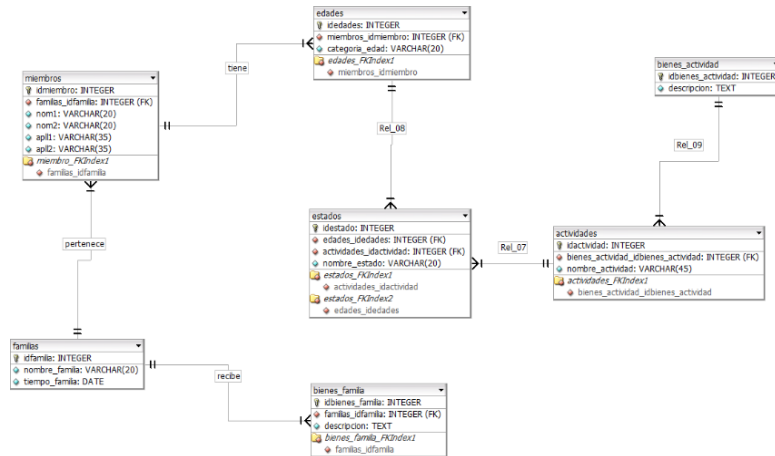 edades
idedades: INTEGER
miembros_idmiembro: INTEGER (FK)
categoria_edad: VARCHAR(20)
edades_FKIndex1
miembros_idmiembro
tiene
bienes_actividad
idbienes_actividad: INTEGER
descripcion: TEXT
miembros
idmiembro: INTEGER
familias_idfamilia: INTEGER (FK)
nom1: VARCHAR(20)
nom2: VARCHAR(20)
apll1: VARCHAR(35)
apll2: VARCHAR(35)
miembro_FKIndex1
familias_idfamilia
Rel_08
Rel_09
pertenece
estados
idestado: INTEGER
edades_idedades: INTEGER (FK)
actividades_idactividad: INTEGER (FK)
nombre_estado: VARCHAR(20)
estados_FKIndex1
actividades_idactividad
estados_FKIndex2
edades_idedades
Rel_07
actividades
idactividad: INTEGER
bienes_actividad_idbienes_actividad: INTEGER (FK)
nombre_actividad: VARCHAR(45)
actividades_FKIndex1
bienes_actividad_idbienes_actividad
familias
idfamilia: INTEGER
nombre_familia: VARCHAR(20)
tiempo_familia: DATE
recibe
bienes_familia
idbienes_familia: INTEGER
familias_idfamilia: INTEGER (FK)
descripcion: TEXT
bienes_familia_FKIndex1
familias_idfamilia